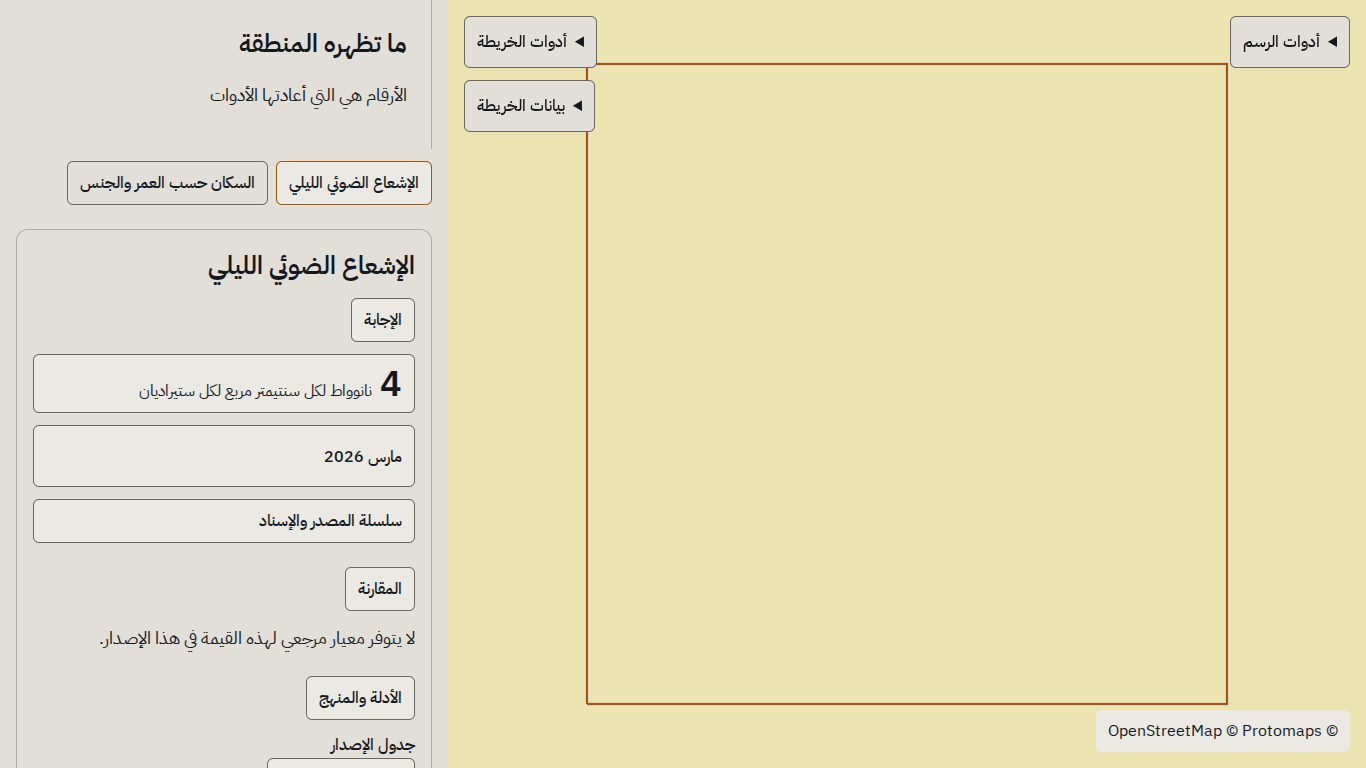 ما تظهره المنطقة
الأرقام هي التي أعادتها الأدوات
الإشعاع الضوئي الليلي
السكان حسب العمر والجنس
الإشعاع الضوئي الليلي
الإجابة
4 نانوواط لكل سنتيمتر مربع لكل ستيراديان
مارس 2026
سلسلة المصدر والإسناد
المقارنة
لا يتوفر معيار مرجعي لهذه القيمة في هذا الإصدار.
الأدلة والمنهج
جدول الإصدار
أدوات الرسم
أدوات الخريطة
بيانات الخريطة
© OpenStreetMap © Protomaps